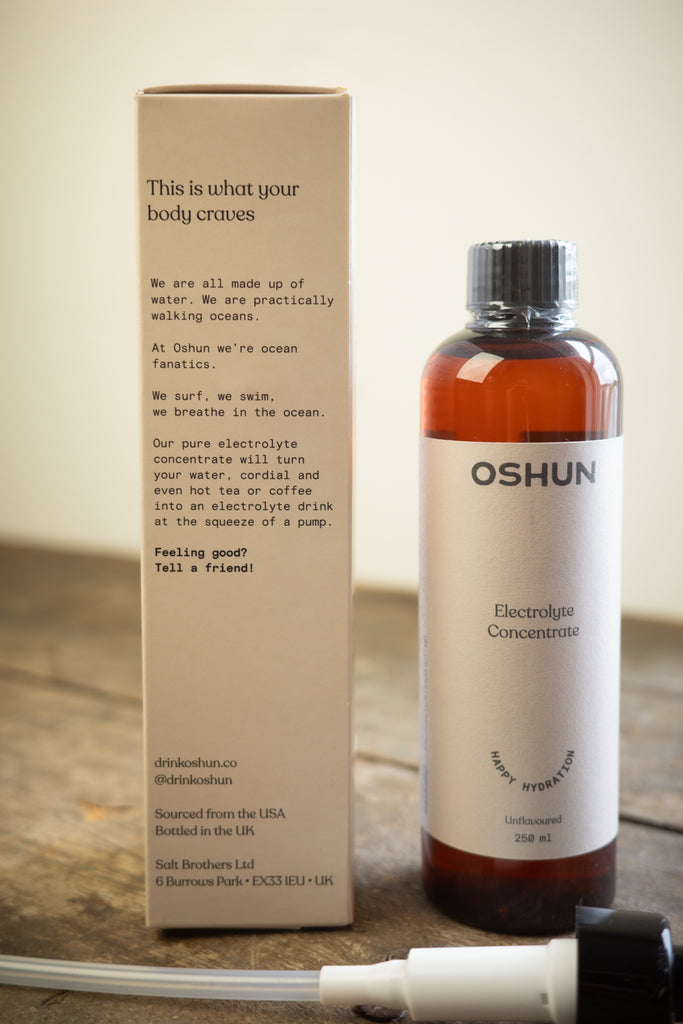 This is what your
body craves
We are all made up of
water. We are practically
walking oceans.
At Oshun we're ocean
fanatics.
We surf, we swim,
we breathe in the ocean.
Our pure electrolyte
concentrate will turn
your water, cordial and
even hot tea or coffee
into an electrolyte drink
at the squeeze of a pump.
Feeling good?
Tell a friend!
drinkoshun.co
@drinkoshun
Sourced from the USA
Bottled in the UK
Salt Brothers Ltd
6 Burrows Park • EX33 1EU • UK
OSHUN
Electrolyte
Concentrate
HAPPY HYDRATION
Unflavoured
250 ml